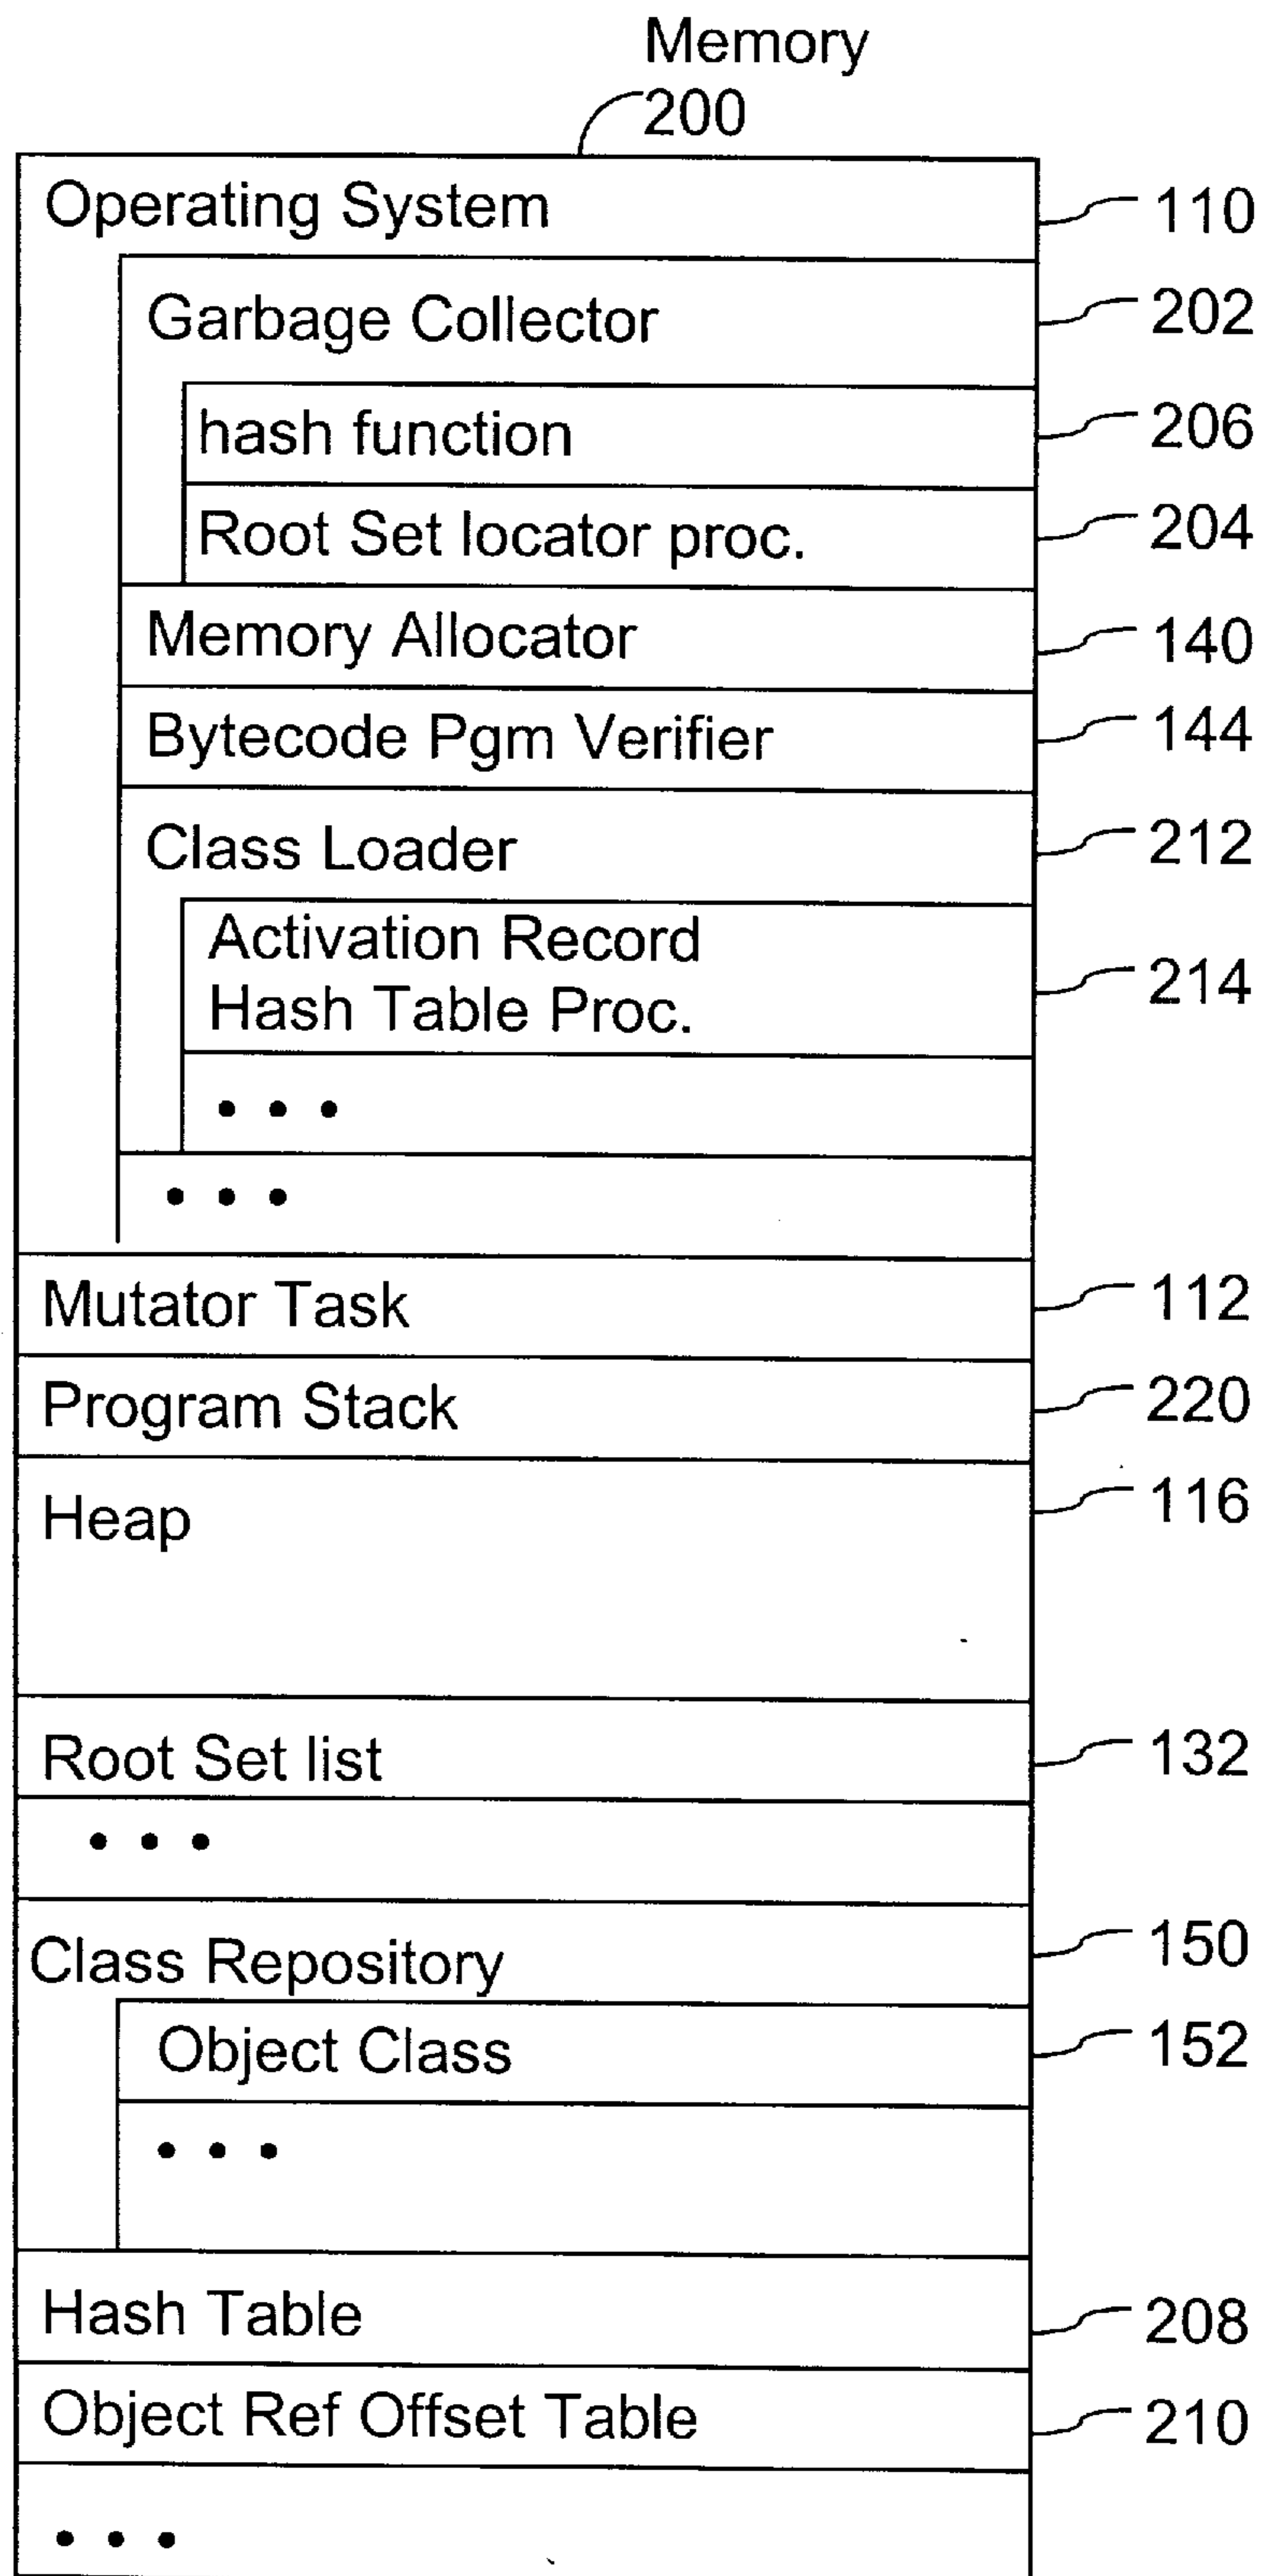 Memory
200
Operating System 110
Garbage Collector 202
hash function 206
Root Set locator proc. 204
Memory Allocator 140
Bytecode Pgm Verifier 144
Class Loader 212
Activation Record
Hash Table Proc. 214
• • •
• • •
Mutator Task 112
Program Stack 220
Heap 116
Root Set list 132
• • •
Class Repository 150
Object Class 152
• • •
Hash Table 208
Object Ref Offset Table 210
• • •